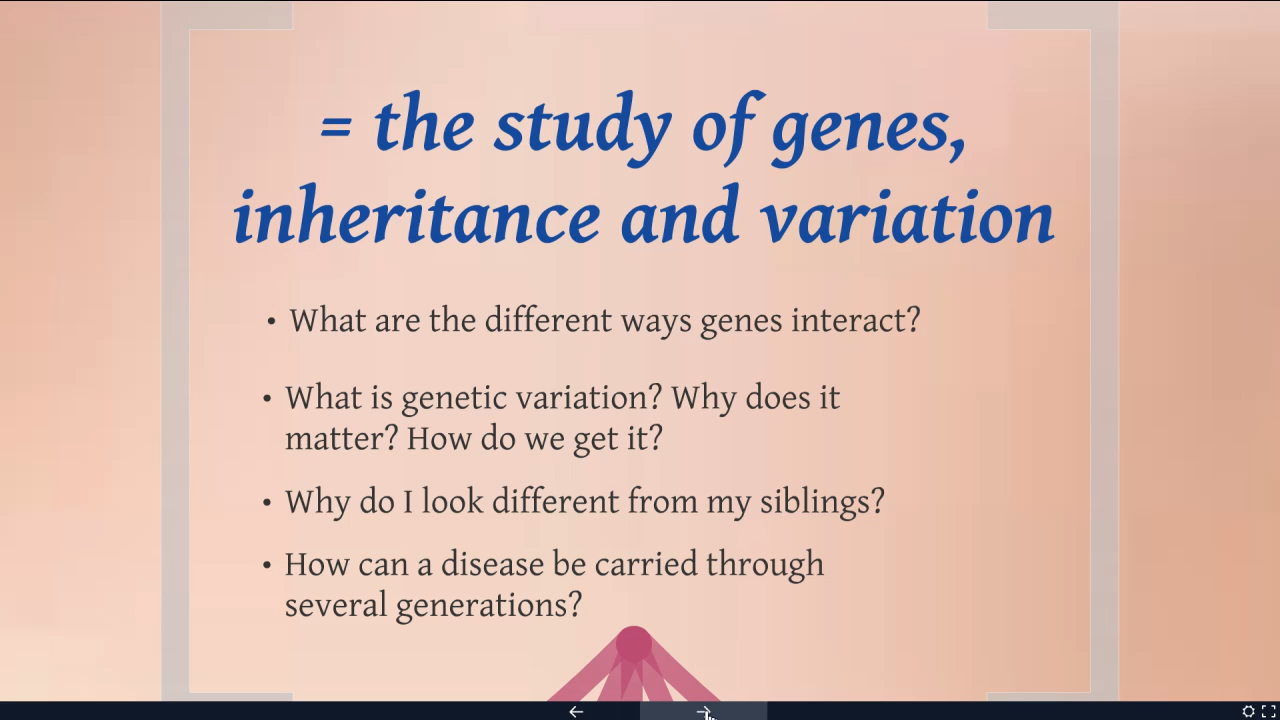 = the study of genes,
inheritance and variation
• What are the different ways genes interact?
• What is genetic variation? Why does it
matter? How do we get it?
• Why do I look different from my siblings?
• How can a disease be carried through
several generations?